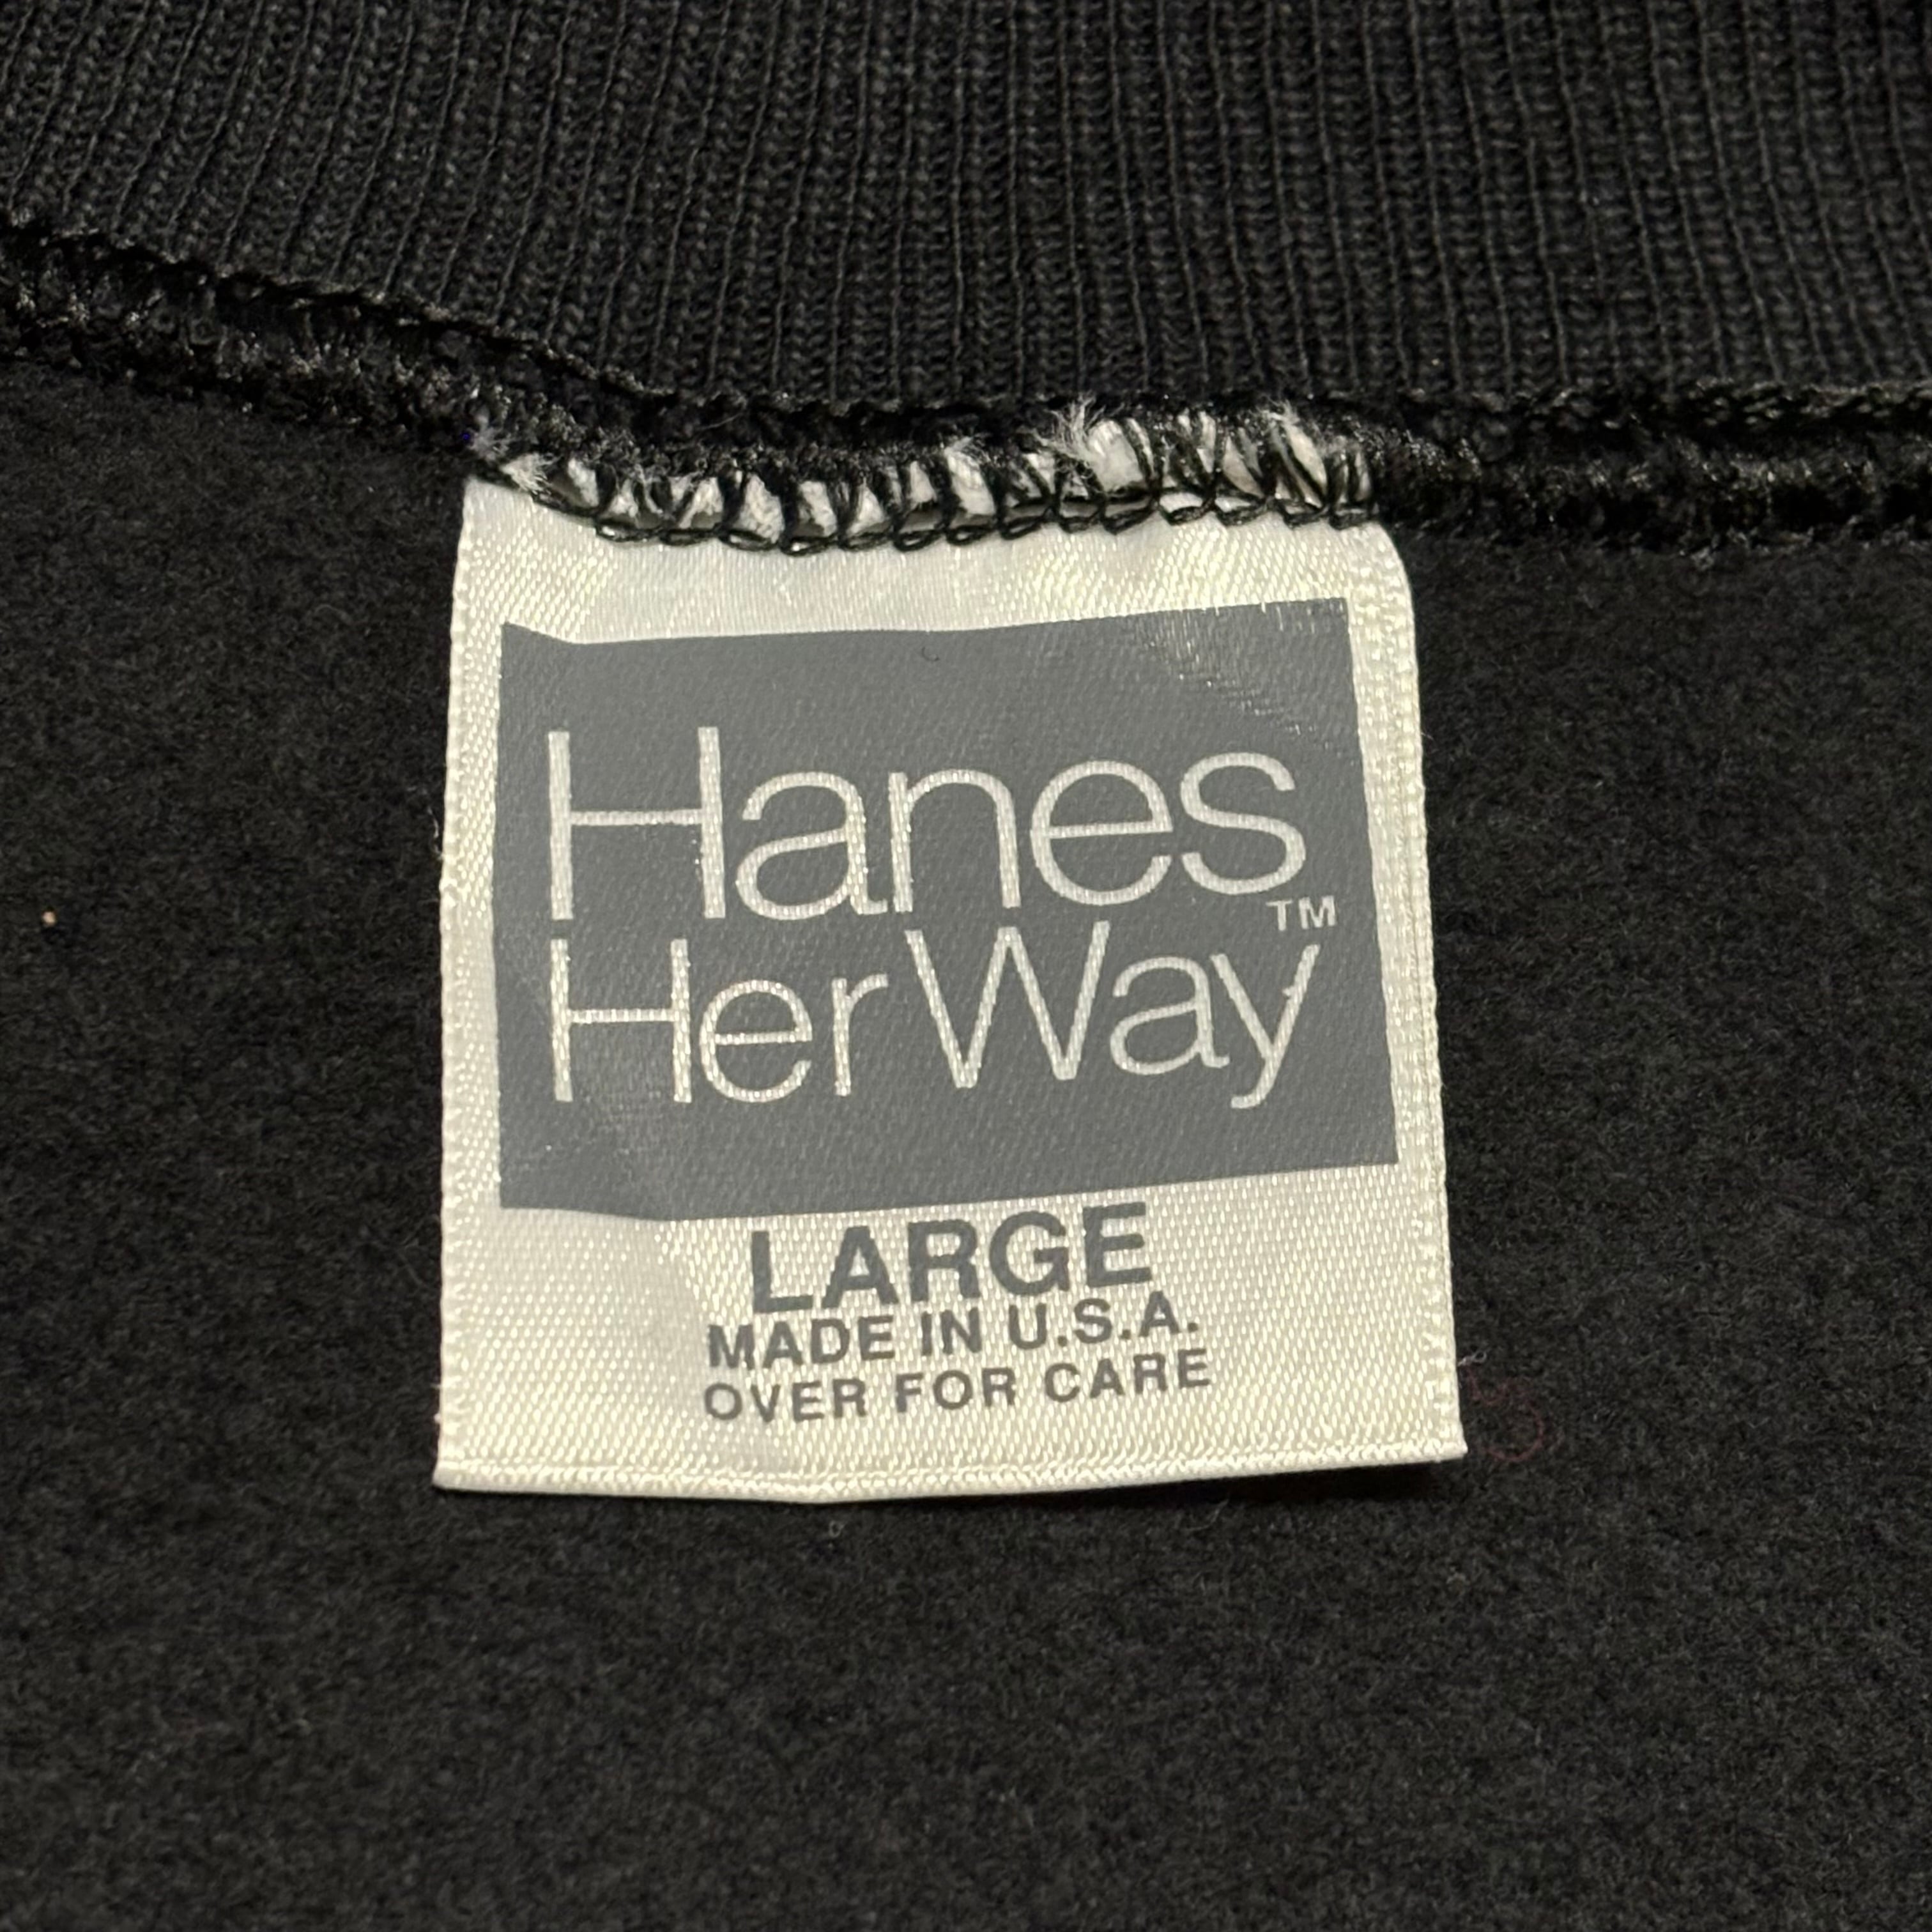 Hanes
Her Way™
LARGE
MADE IN U.S.A.
OVER FOR CARE